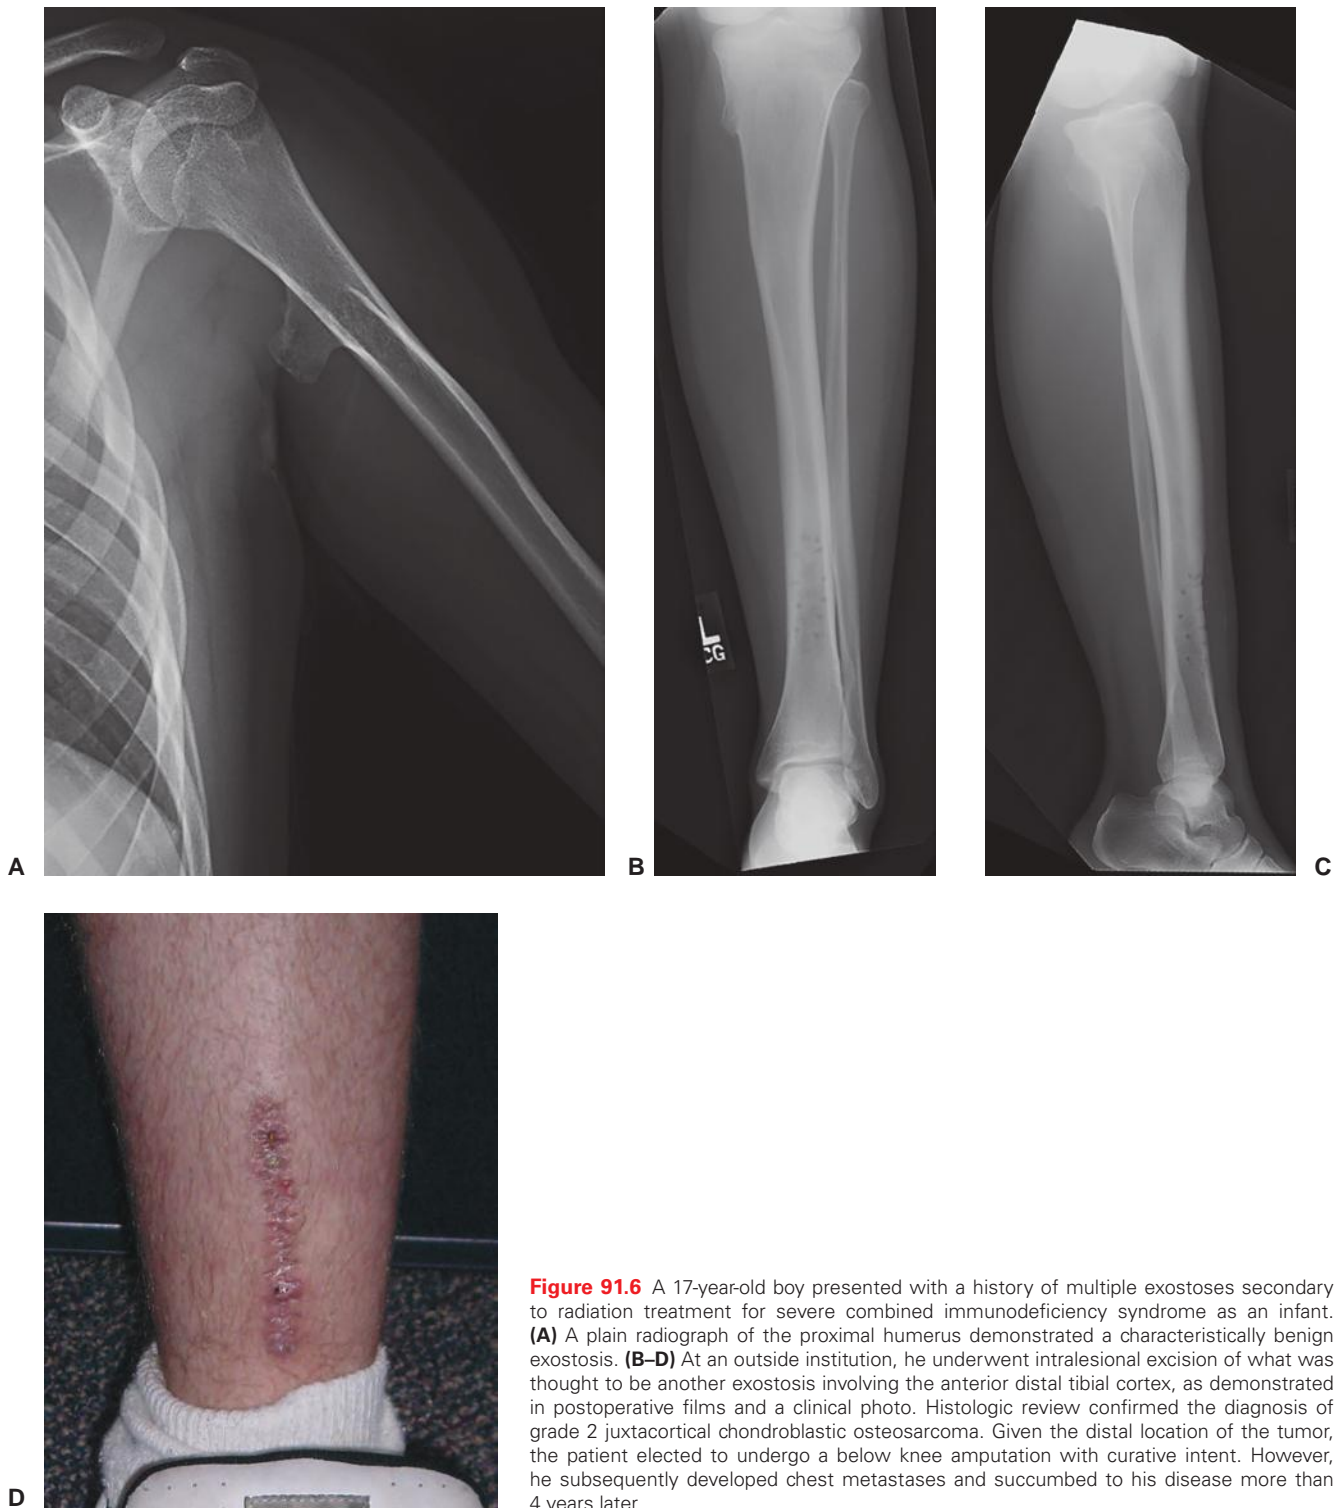 L
CG
A
B
C
D
Figure 91.6 A 17-year-old boy presented with a history of multiple exostoses secondary
to radiation treatment for severe combined immunodeficiency syndrome as an infant.
(A) A plain radiograph of the proximal humerus demonstrated a characteristically benign
exostosis. (B–D) At an outside institution, he underwent intralesional excision of what was
thought to be another exostosis involving the anterior distal tibial cortex, as demonstrated
in postoperative films and a clinical photo. Histologic review confirmed the diagnosis of
grade 2 juxtacortical chondroblastic osteosarcoma. Given the distal location of the tumor,
the patient elected to undergo a below knee amputation with curative intent. However,
he subsequently developed chest metastases and succumbed to his disease more than
4 years later